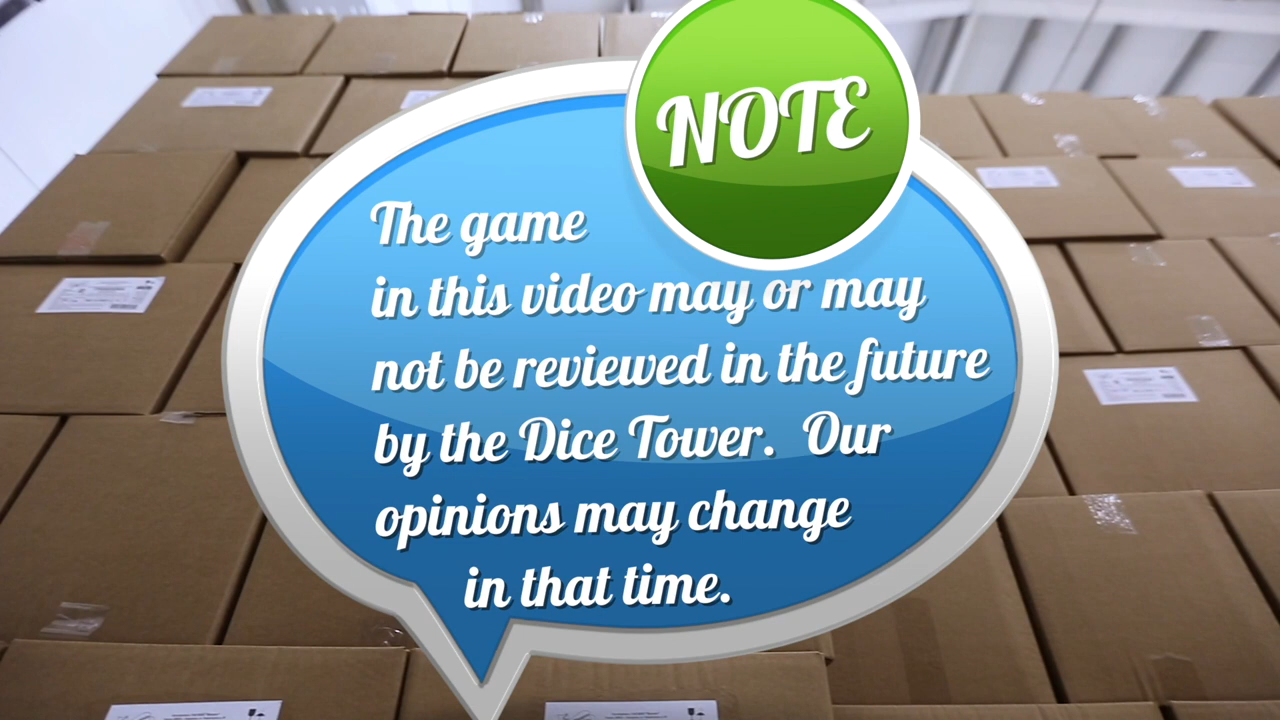 NOTE
The game
in this video may or may
not be reviewed in the future
by the Dice Tower. Our
opinions may change
in that time.